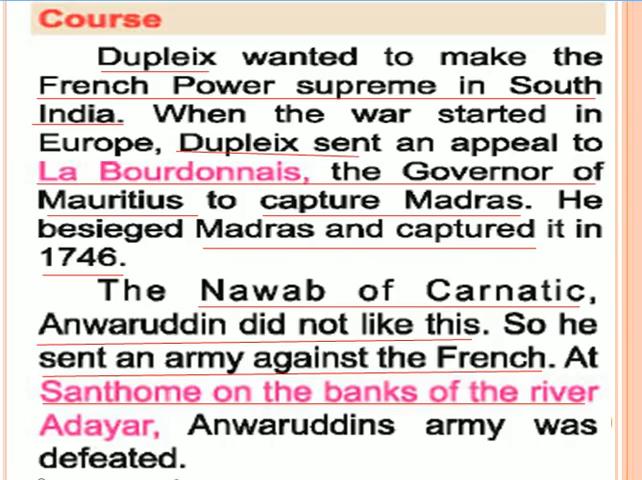 Course
Dupleix wanted to make the
French Power supreme in South
India. When the war started in
Europe, Dupleix sent an appeal to
La Bourdonnais, the Governor of
Mauritius to capture Madras. He
besieged Madras and captured it in
1746.
The Nawab of Carnatic,
Anwaruddin did not like this. So he
sent an army against the French. At
Santhome on the banks of the river
Adayar, Anwaruddins army was
defeated.